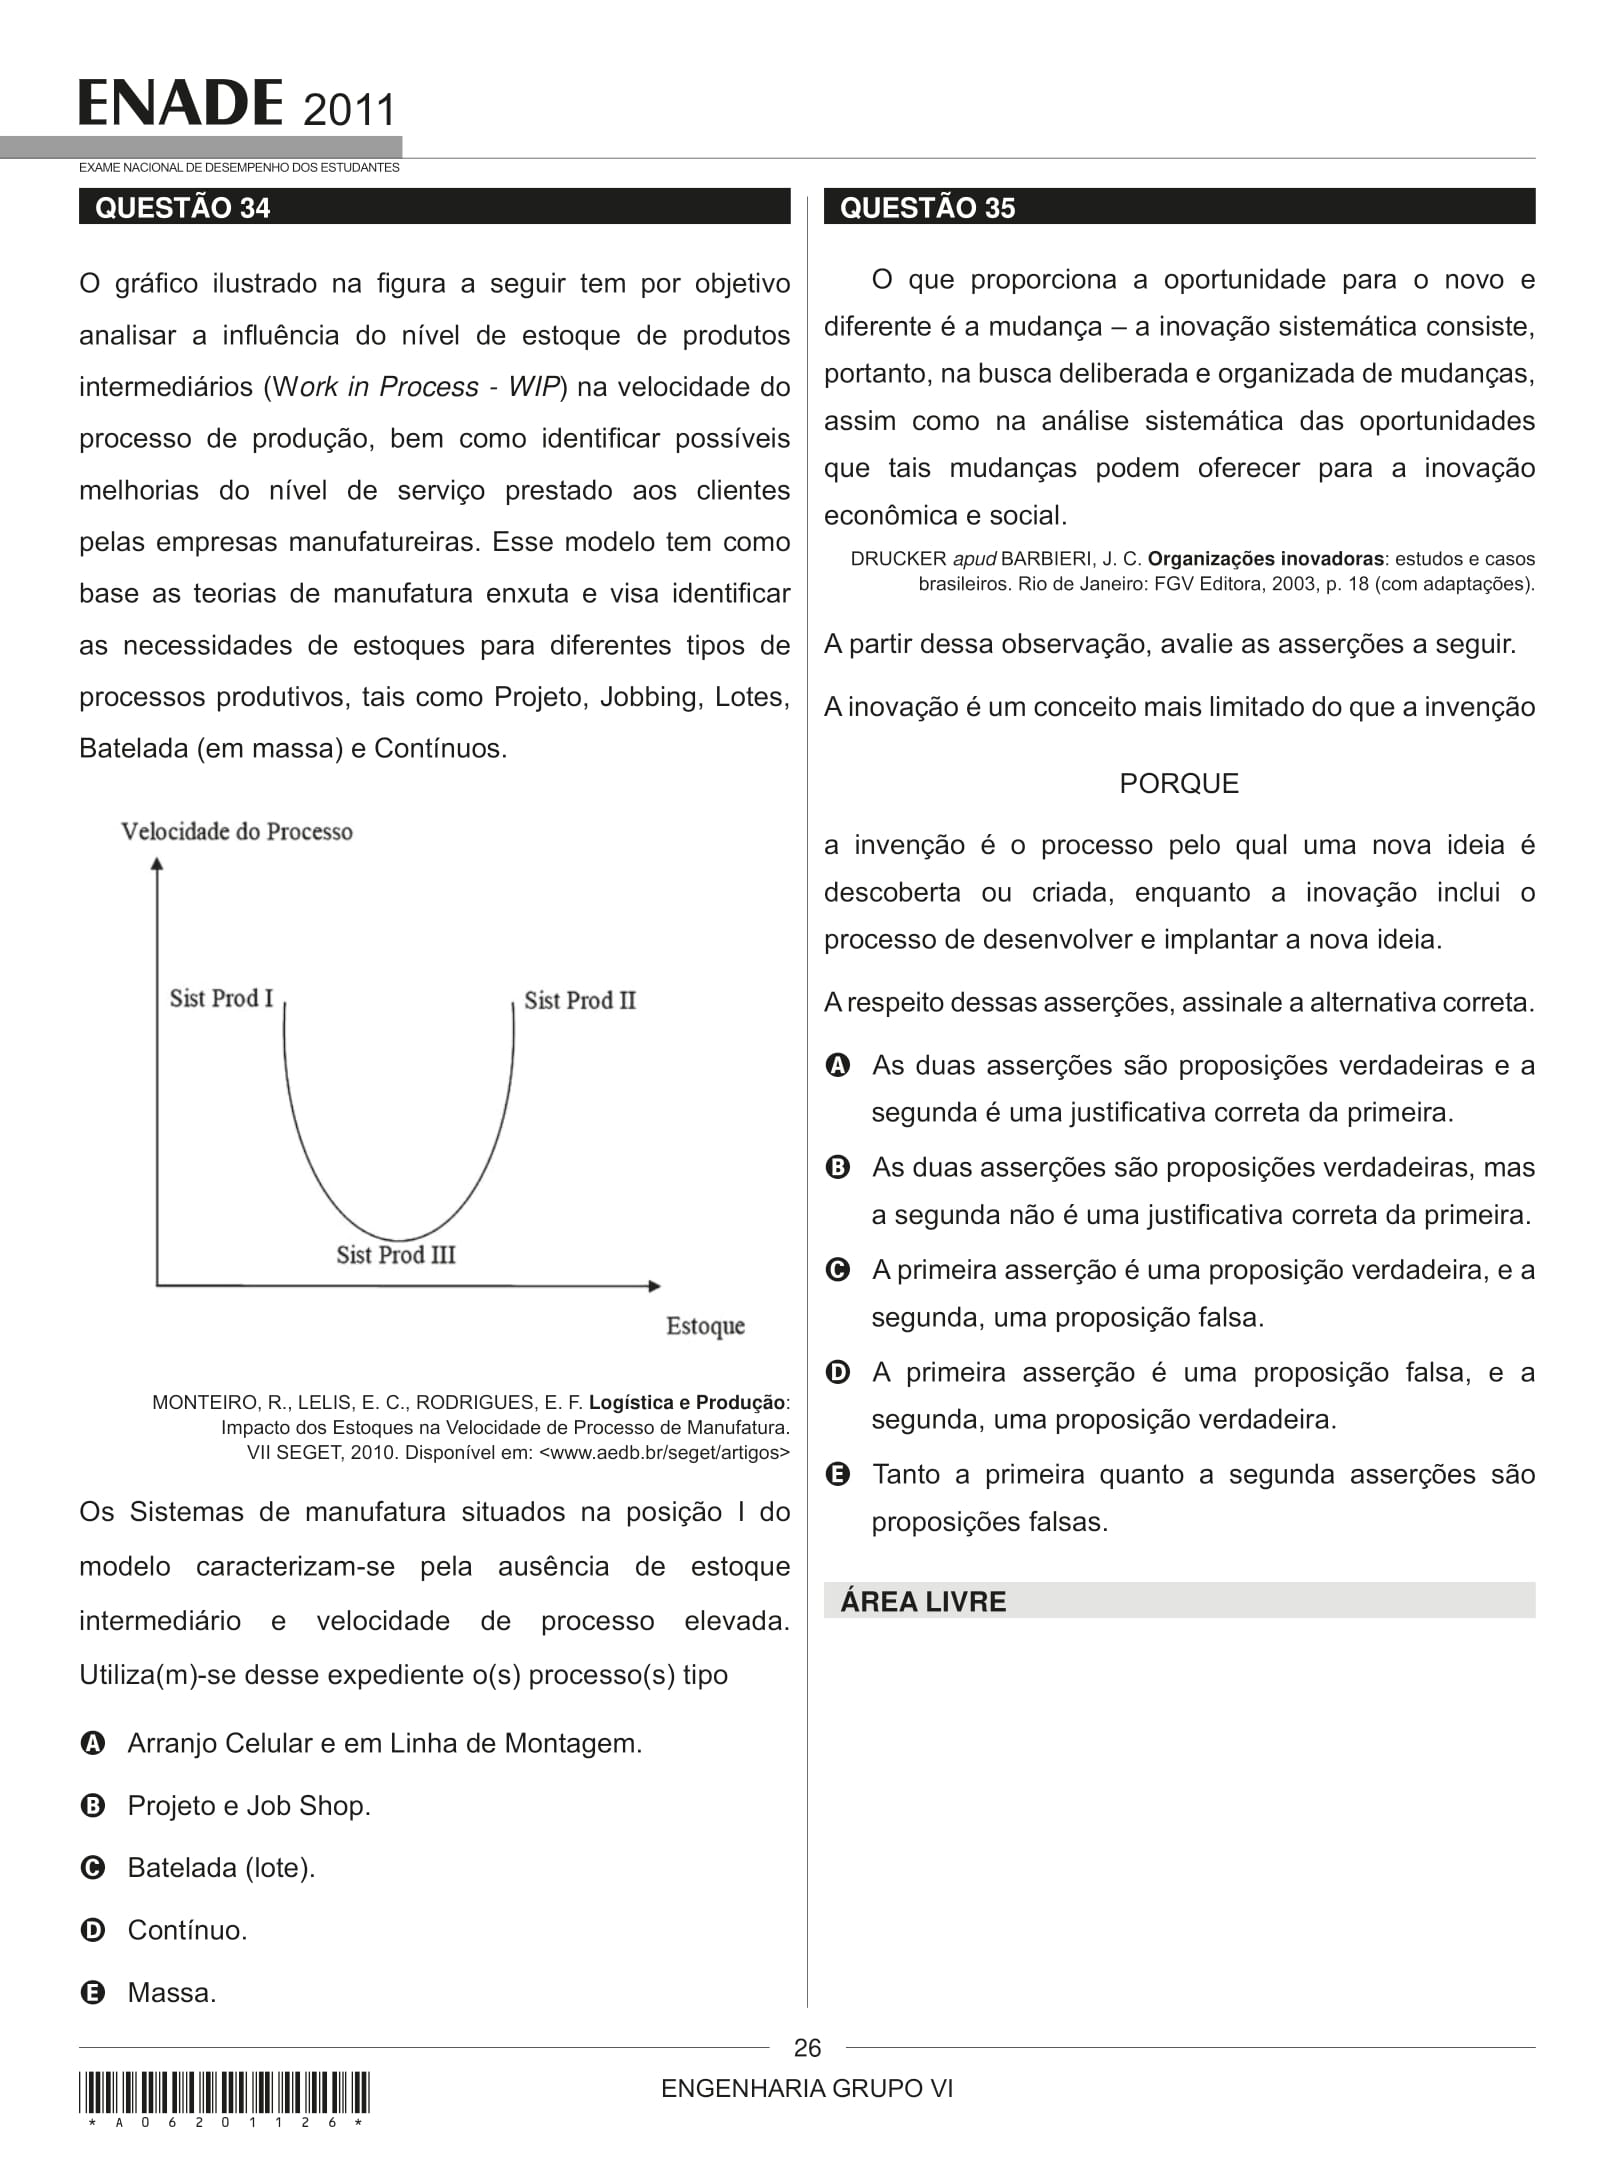 ENADE 2011
EXAME NACIONAL DE DESEMPENHO DOS ESTUDANTES
QUESTÃO 34
O gráfico ilustrado na figura a seguir tem por objetivo
analisar a influência do nível de estoque de produtos
intermediários (Work in Process - WIP) na velocidade do
processo de produção, bem como identificar possíveis
melhorias do nível de serviço prestado aos clientes
pelas empresas manufatureiras. Esse modelo tem como
base as teorias de manufatura enxuta e visa identificar
as necessidades de estoques para diferentes tipos de
processos produtivos, tais como Projeto, Jobbing, Lotes,
Batelada (em massa) e Contínuos.
Velocidade do Processo
Sist Prod I
Sist Prod II
Sist Prod III
Estoque
MONTEIRO, R., LELIS, E. C., RODRIGUES, E. F. Logística e Produção:
Impacto dos Estoques na Velocidade de Processo de Manufatura.
VII SEGET, 2010. Disponível em: <www.aedb.br/seget/artigos>
Os Sistemas de manufatura situados na posição I do
modelo caracterizam-se pela ausência de estoque
intermediário e velocidade de processo elevada.
Utiliza(m)-se desse expediente o(s) processo(s) tipo
A Arranjo Celular e em Linha de Montagem.
B Projeto e Job Shop.
C Batelada (lote).
D Contínuo.
E Massa.
QUESTÃO 35
O que proporciona a oportunidade para o novo e
diferente é a mudança – a inovação sistemática consiste,
portanto, na busca deliberada e organizada de mudanças,
assim como na análise sistemática das oportunidades
que tais mudanças podem oferecer para a inovação
econômica e social.
DRUCKER apud BARBIERI, J. C. Organizações inovadoras: estudos e casos
brasileiros. Rio de Janeiro: FGV Editora, 2003, p. 18 (com adaptações).
A partir dessa observação, avalie as asserções a seguir.
A inovação é um conceito mais limitado do que a invenção
PORQUE
a invenção é o processo pelo qual uma nova ideia é
descoberta ou criada, enquanto a inovação inclui o
processo de desenvolver e implantar a nova ideia.
A respeito dessas asserções, assinale a alternativa correta.
A As duas asserções são proposições verdadeiras e a
segunda é uma justificativa correta da primeira.
B As duas asserções são proposições verdadeiras, mas
a segunda não é uma justificativa correta da primeira.
C A primeira asserção é uma proposição verdadeira, e a
segunda, uma proposição falsa.
D A primeira asserção é uma proposição falsa, e a
segunda, uma proposição verdadeira.
E Tanto a primeira quanto a segunda asserções são
proposições falsas.
ÁREA LIVRE
26
ENGENHARIA GRUPO VI
* A 0 6 2 0 1 1 2 6 *